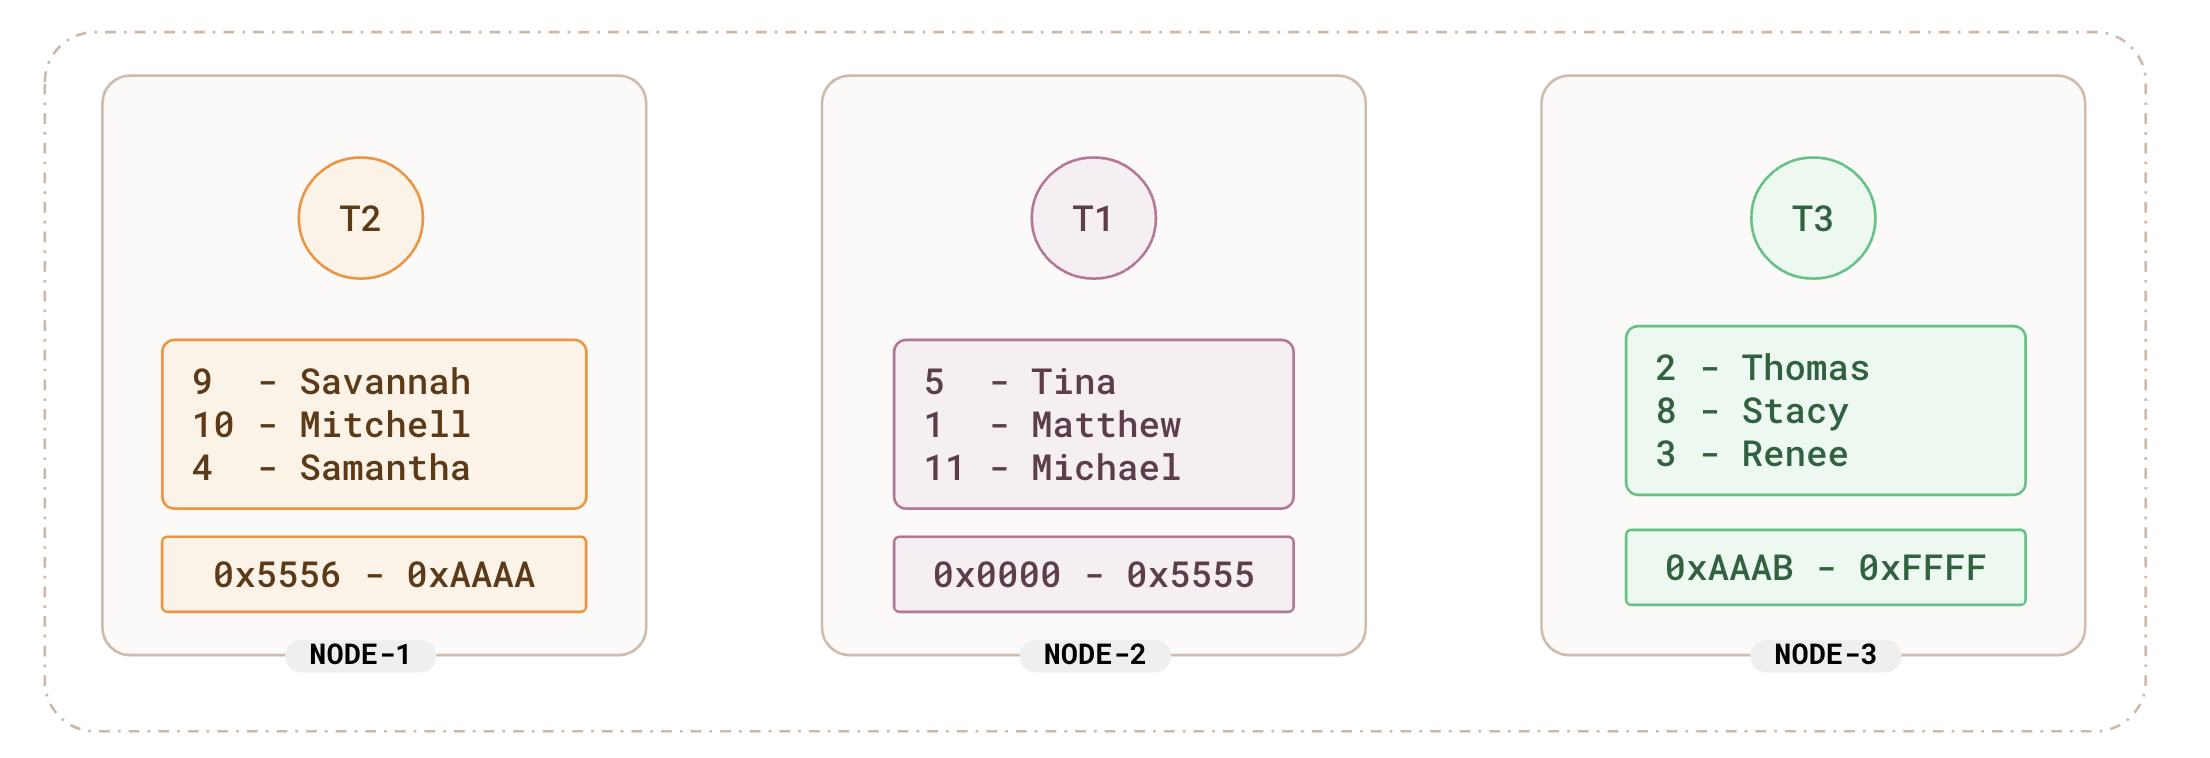 T2
9 - Savannah
10 - Mitchell
4 - Samantha
0x5556 - 0xAAAA
NODE-1
T1
5 - Tina
1 - Matthew
11 - Michael
0x0000 - 0x5555
NODE-2
T3
2 - Thomas
8 - Stacy
3 - Renee
0xAAAB - 0xFFFF
NODE-3